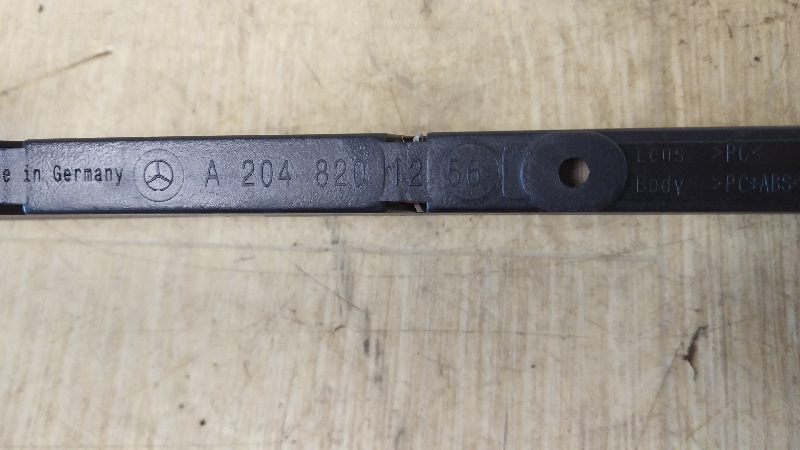 e in Germany A 204 820 12 56
Lens >PC<
Body >PC+ABS<